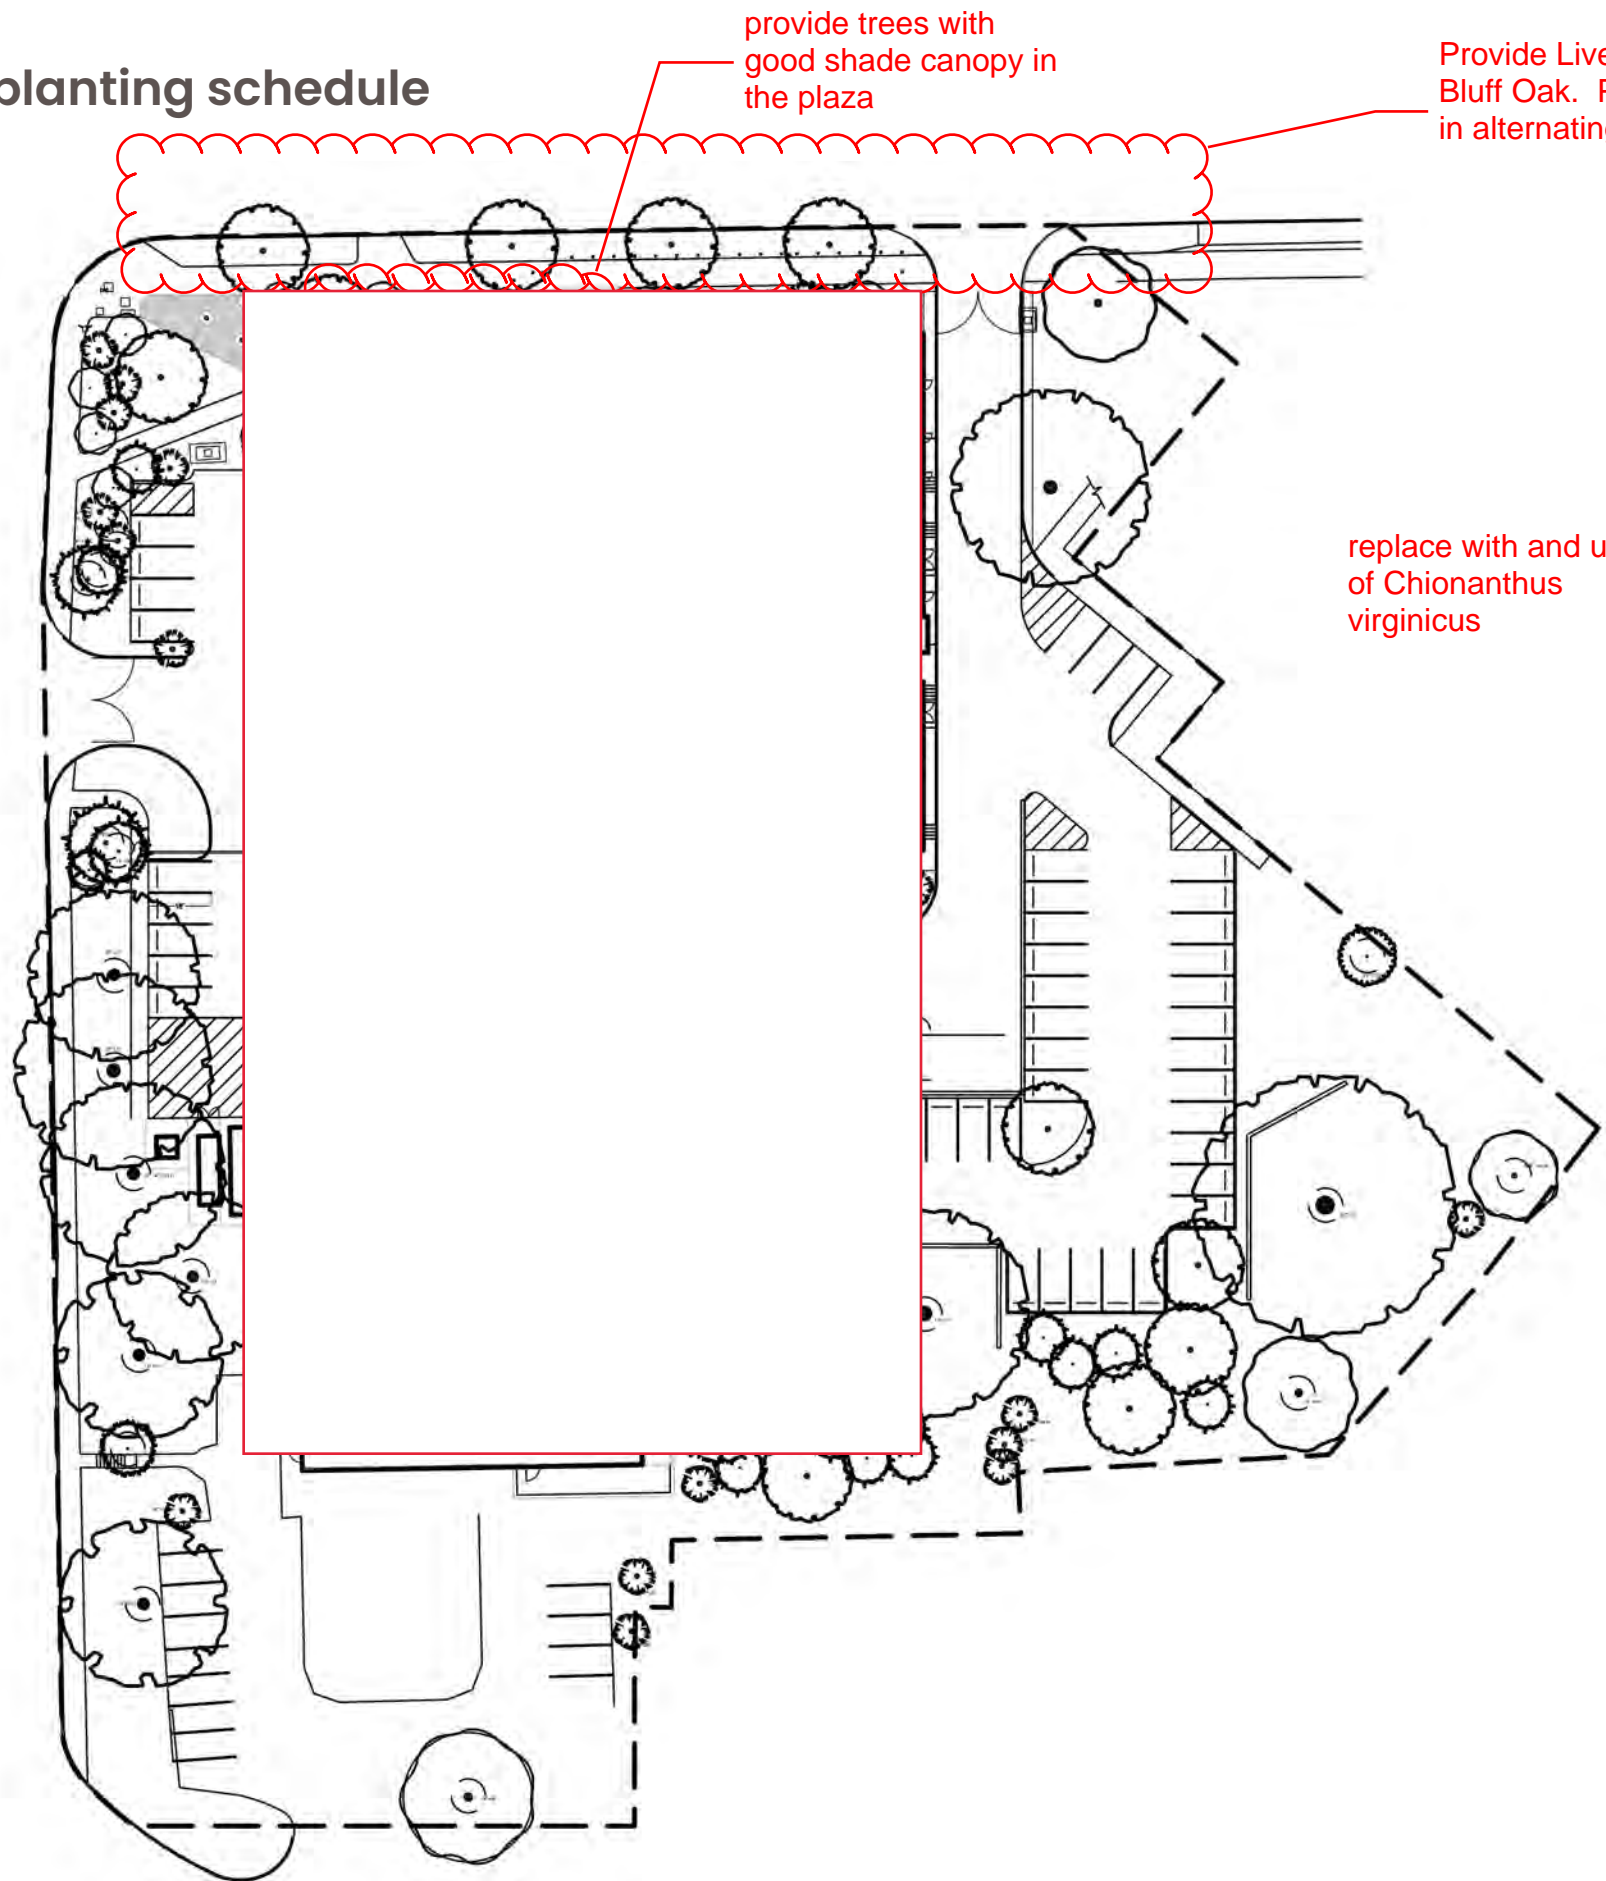 planting schedule
provide trees with
good shade canopy in
the plaza
Provide Live
Bluff Oak.
in alternating
replace with and u
of Chionanthus
virginicus